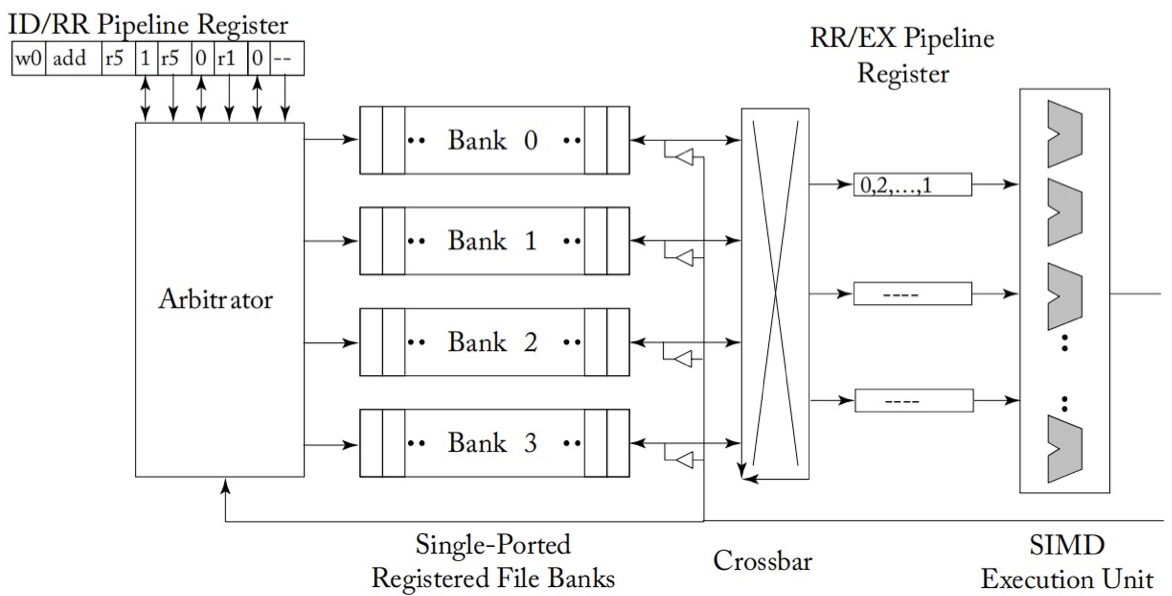 ID/RR Pipeline Register
w0 add r5 1 r5 0 r1 0 --
RR/EX Pipeline
Register
Bank 0
0,2,...,1
Bank 1
Arbitrator
----
Bank 2
----
Bank 3
Single-Ported
Registered File Banks
Crossbar
SIMD
Execution Unit